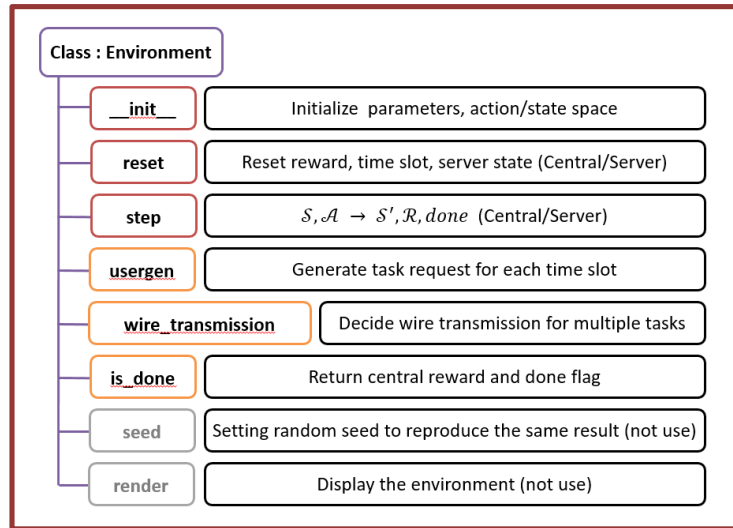 Class : Environment
__init__ Initialize parameters, action/state space
reset Reset reward, time slot, server state (Central/Server)
step 𝒮, 𝒜 → 𝒮′, ℛ, done (Central/Server)
usergen Generate task request for each time slot
wire_transmission Decide wire transmission for multiple tasks
is_done Return central reward and done flag
seed Setting random seed to reproduce the same result (not use)
render Display the environment (not use)